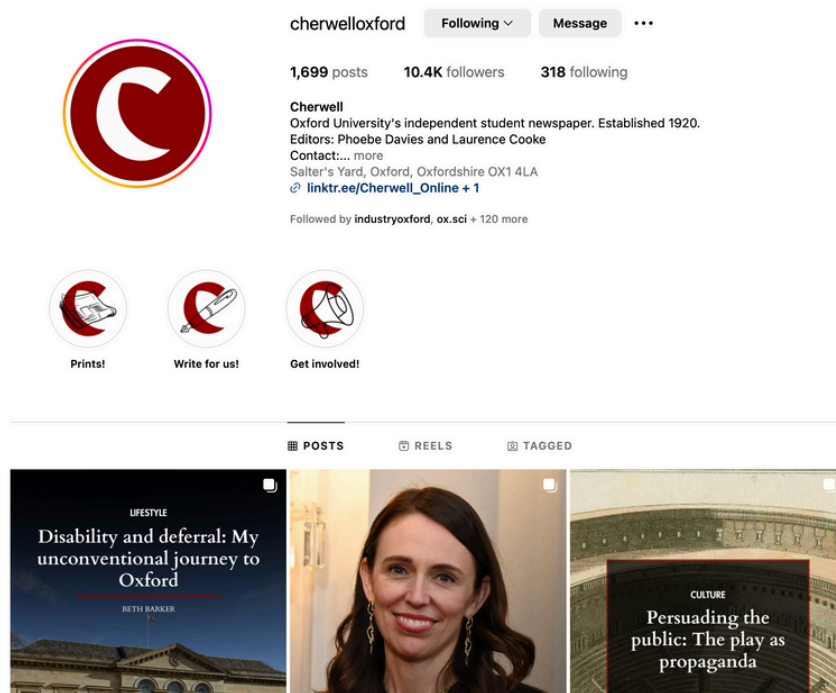 cherwelloxford Following Message
1,699 posts 10.4K followers 318 following
Cherwell
Oxford University's independent student newspaper. Established 1920.
Editors: Phoebe Davies and Laurence Cooke
Contact:... more
Salter's Yard, Oxford, Oxfordshire OX1 4LA
linktr.ee/Cherwell_Online + 1
Followed by industryoxford, ox.sci + 120 more
Prints! Write for us! Get involved!
POSTS REELS TAGGED
LIFESTYLE
Disability and deferral: My
unconventional journey to
Oxford
BETH BARKER
CULTURE
Persuading the
public: The play as
propaganda